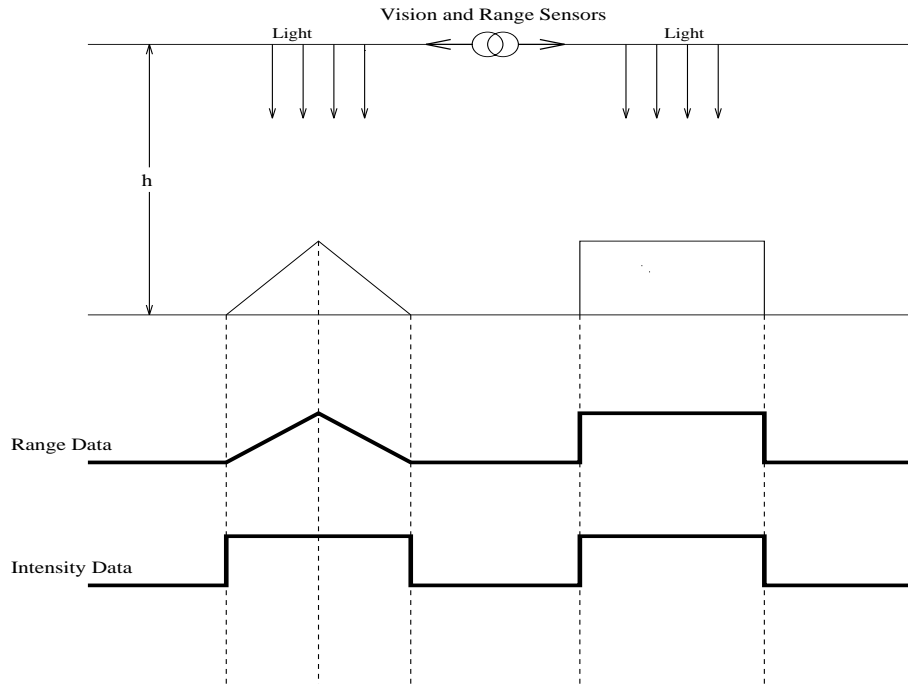 Vision and Range Sensors
Light
Light
h
Range Data
Intensity Data